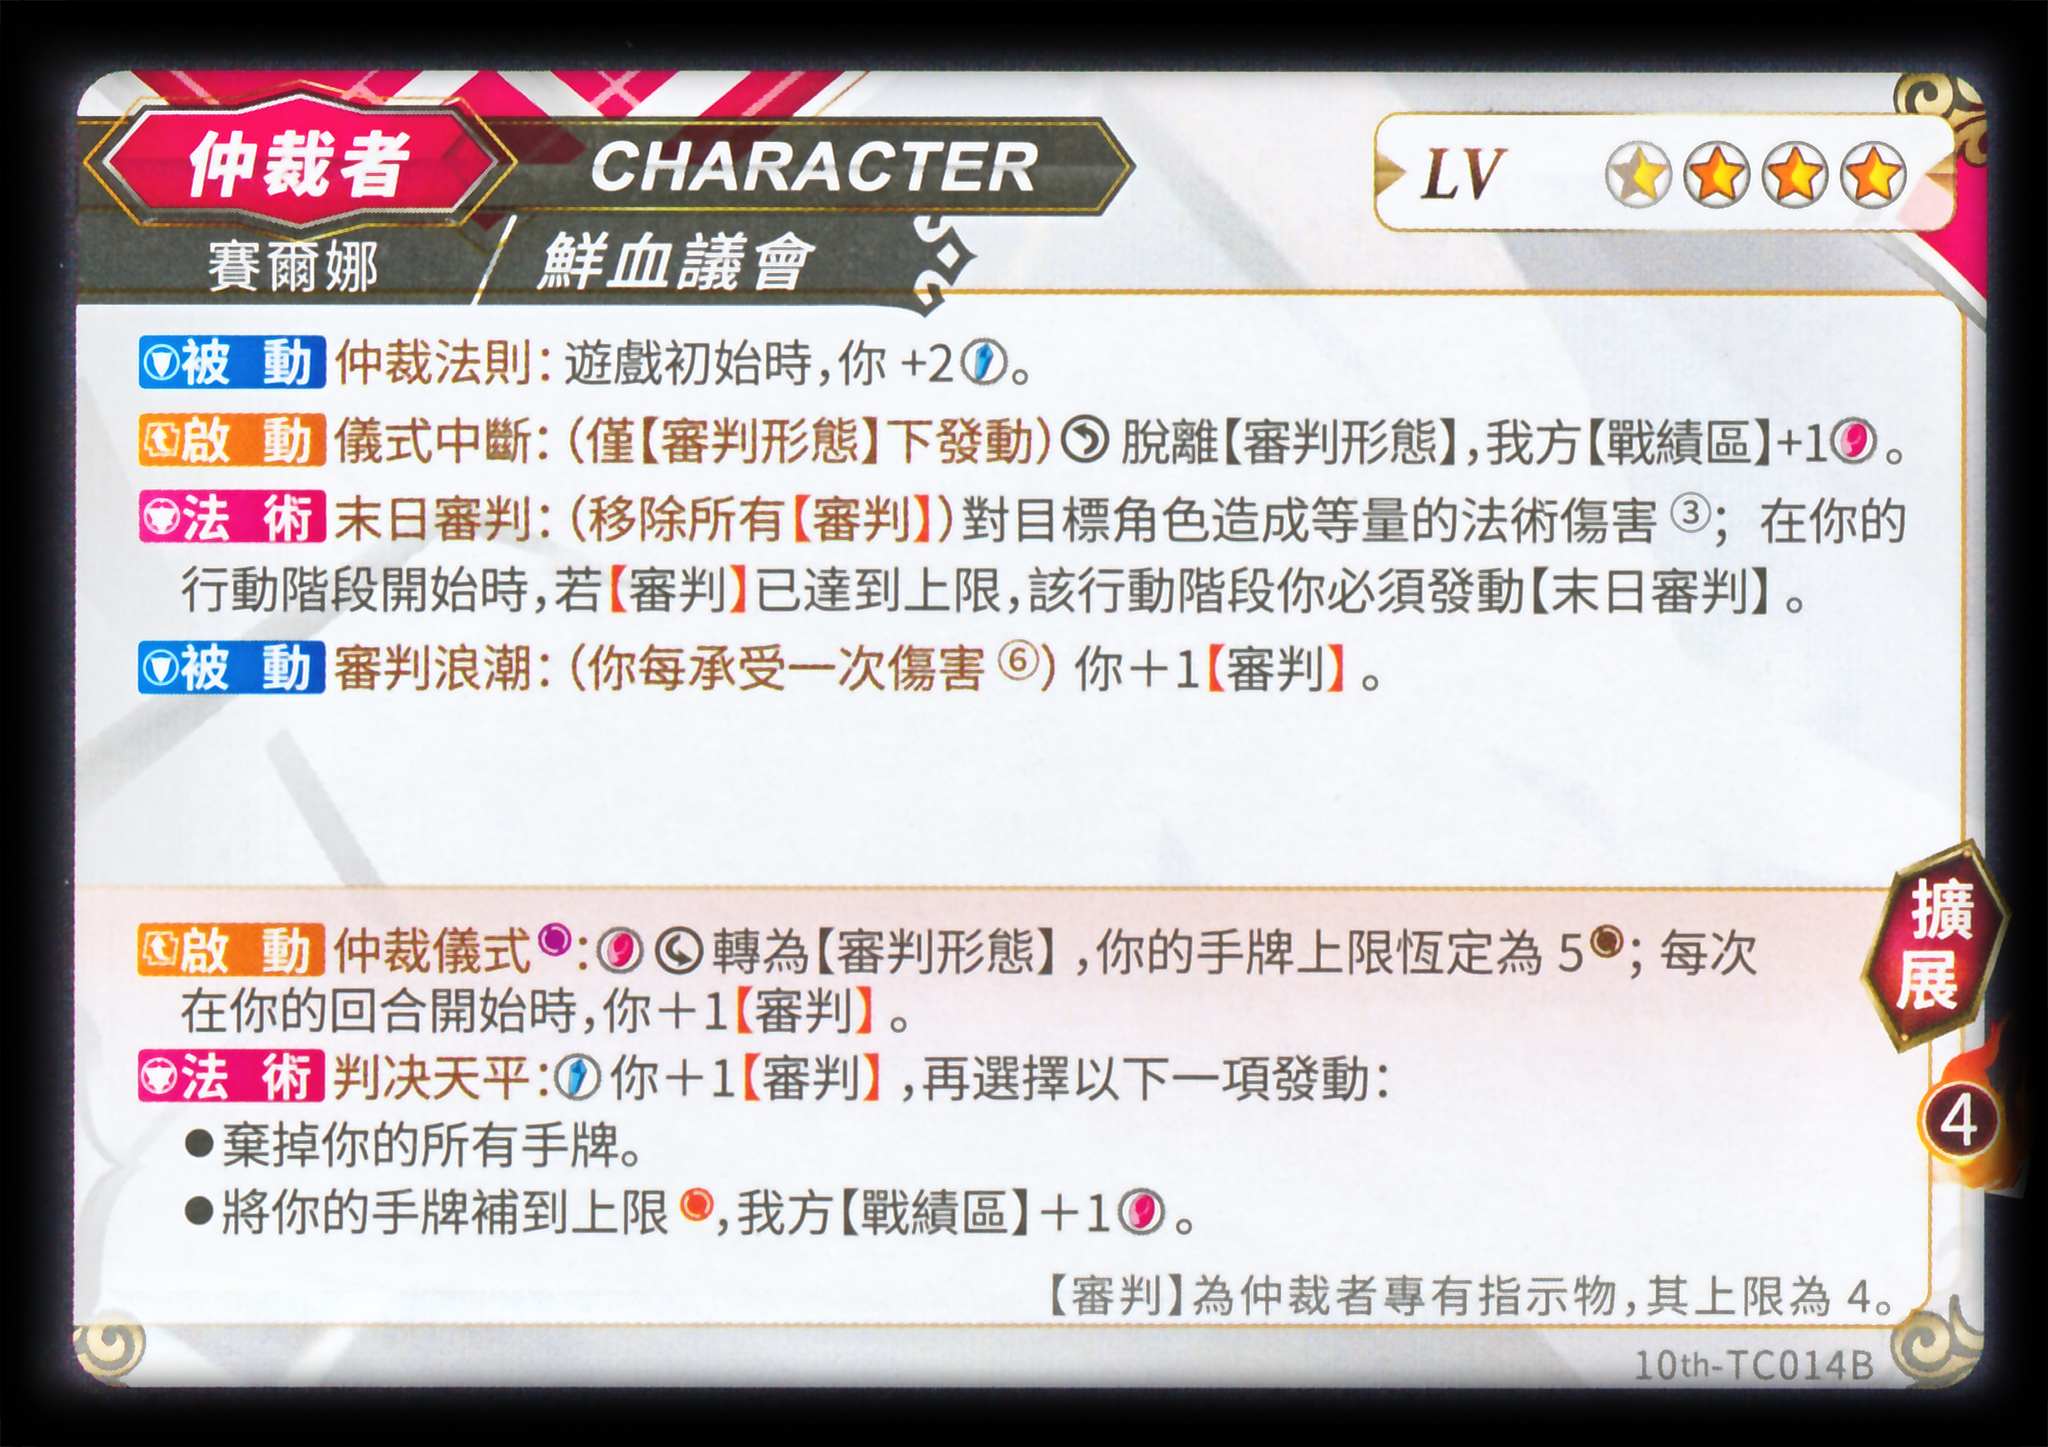 仲裁者 CHARACTER LV
賽爾娜 / 鮮血議會
被動 仲裁法則：遊戲初始時，你 +2。
啟動 儀式中斷：（僅【審判形態】下發動）脫離【審判形態】，我方【戰績區】+1。
法術 末日審判：（移除所有【審判】）對目標角色造成等量的法術傷害③；在你的
行動階段開始時，若【審判】已達到上限，該行動階段你必須發動【末日審判】。
被動 審判浪潮：（你每承受一次傷害⑥）你＋1【審判】。
擴展
啟動 仲裁儀式：轉為【審判形態】，你的手牌上限恆定為 5；每次
在你的回合開始時，你＋1【審判】。
法術 判決天平：你＋1【審判】，再選擇以下一項發動：
4
●棄掉你的所有手牌。
●將你的手牌補到上限，我方【戰績區】＋1。
【審判】為仲裁者專有指示物，其上限為 4。
10th-TC014B